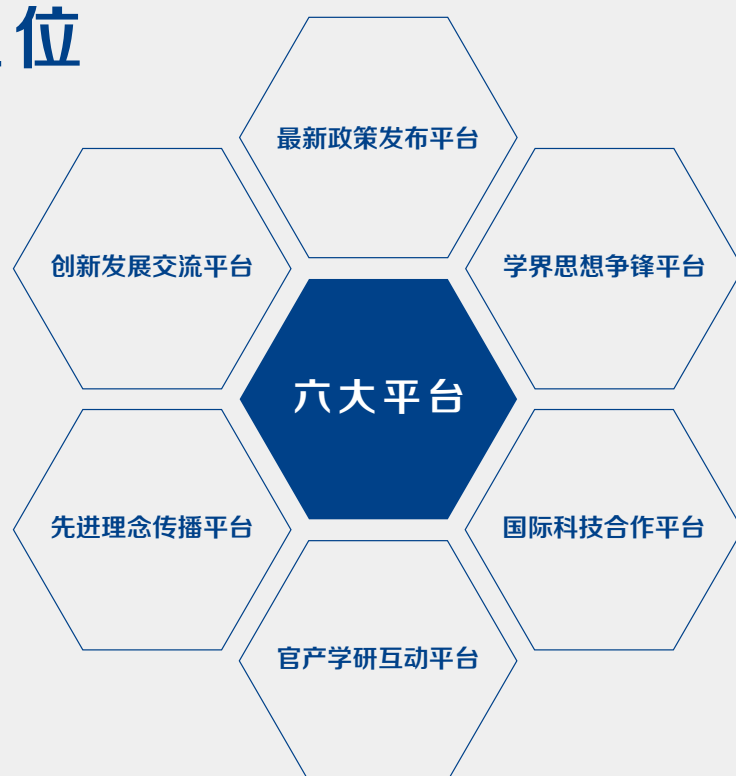 位
最新政策发布平台
创新发展交流平台
学界思想争锋平台
六大平台
先进理念传播平台
国际科技合作平台
官产学研互动平台